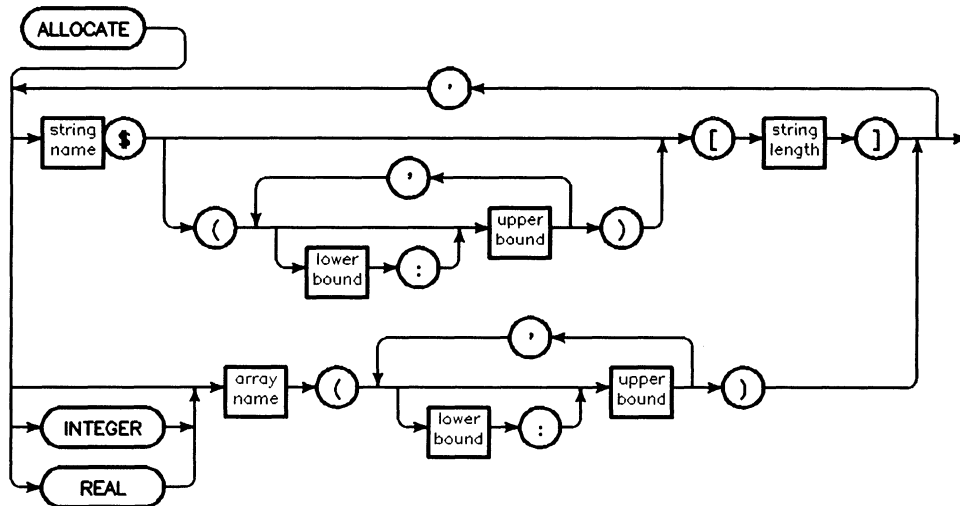 ALLOCATE
,
string
name
$
[
string
length
]
,
(
upper
bound
)
lower
bound
:
,
array
name
(
upper
bound
)
lower
bound
:
INTEGER
REAL